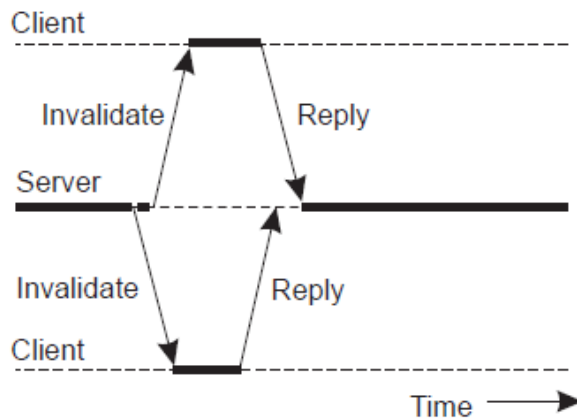 Client
Invalidate
Reply
Server
Invalidate
Reply
Client
Time